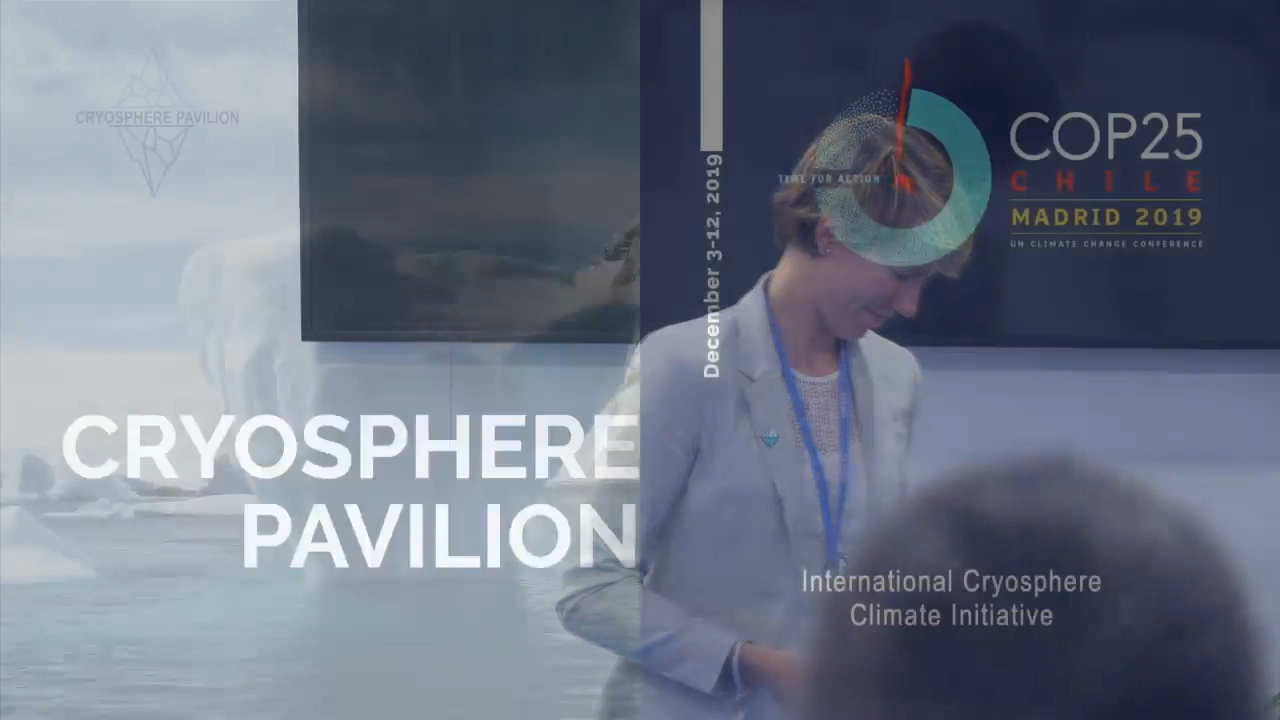 CRYOSPHERE PAVILION
CRYOSPHERE
PAVILION
December 3-12, 2019
TIME FOR ACTION
COP25
CHILE
MADRID 2019
UN CLIMATE CHANGE CONFERENCE
International Cryosphere
Climate Initiative